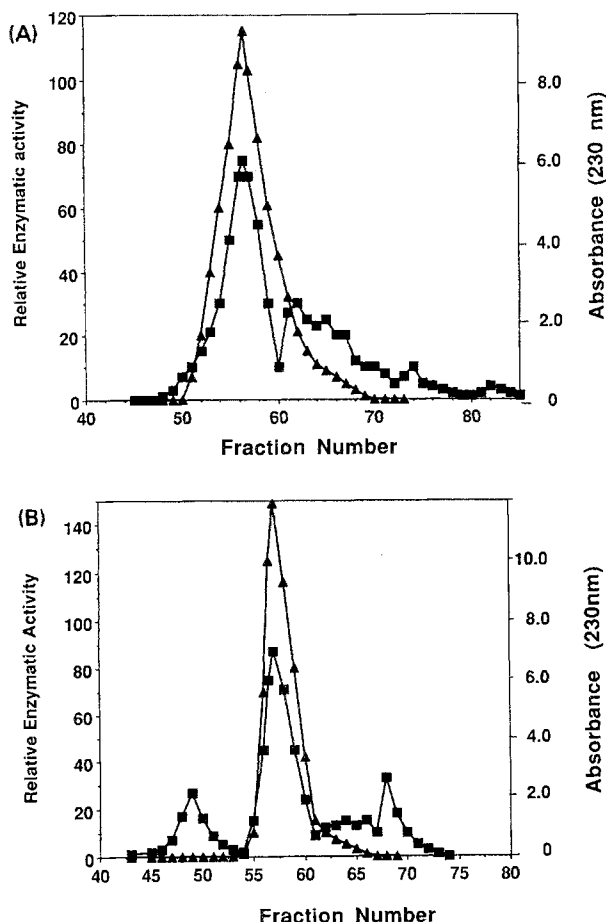 (A)
120
100
80
60
40
20
0
Relative Enzymatic activity
8.0
6.0
4.0
2.0
0
Absorbance (230 nm)
40 50 60 70 80
Fraction Number
(B)
140
120
100
80
60
40
20
0
Relative Enzymatic Activity
10.0
8.0
6.0
4.0
2.0
0
Absorbance (230nm)
40 45 50 55 60 65 70 75 80
Fraction Number